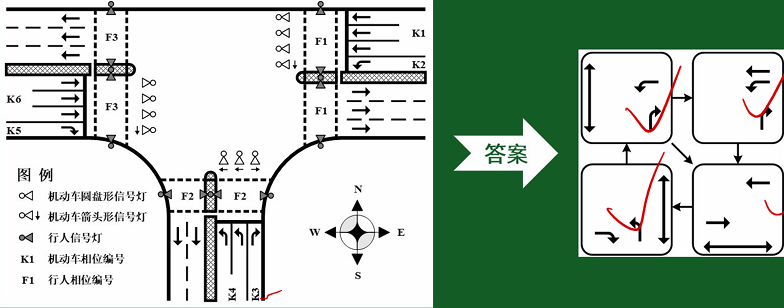 F3
F1
K1
K2
F3
F1
K6
K5
图 例
机动车圆盘形信号灯
机动车箭头形信号灯
行人信号灯
K1 机动车相位编号
F1 行人相位编号
F2 F2
K4 K3
N
W E
S
答案